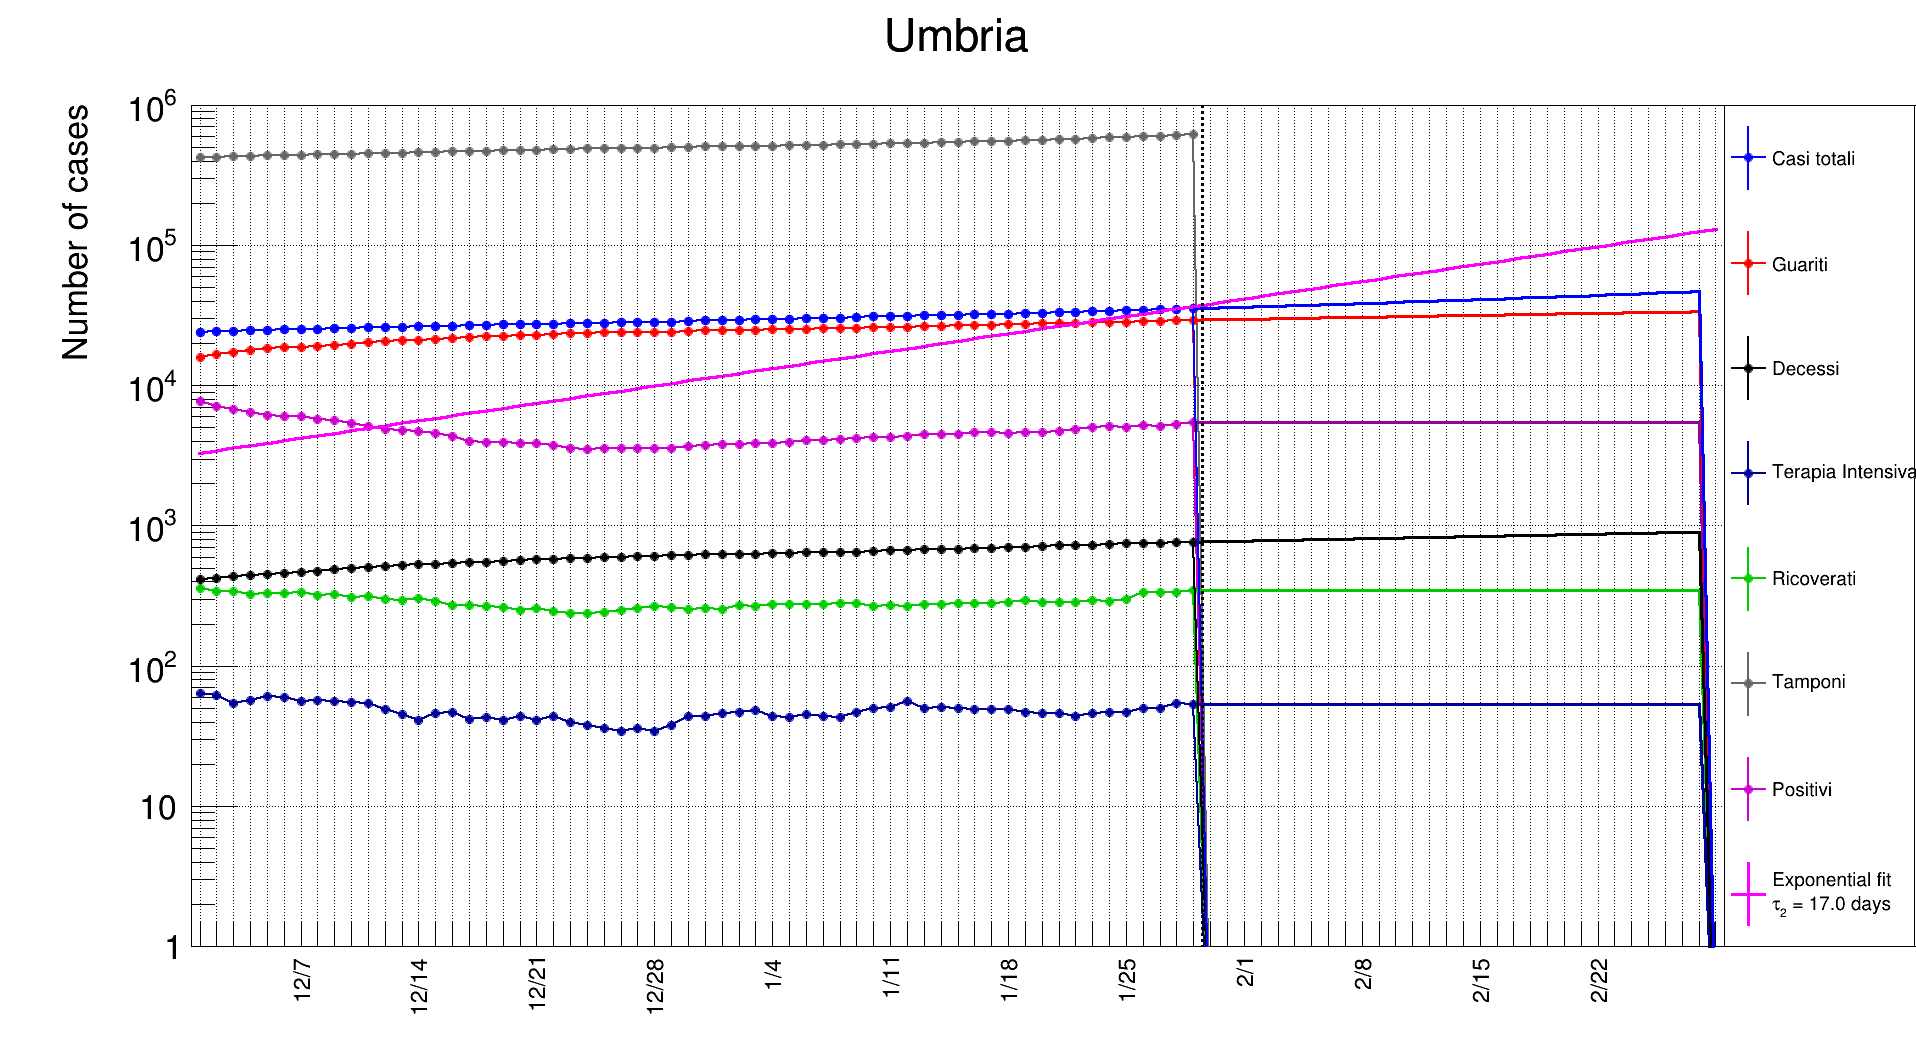 Umbria
Number of cases
10^6
10^5
10^4
10^3
10^2
10
1
12/7
12/14
12/21
12/28
1/4
1/11
1/18
1/25
2/1
2/8
2/15
2/22
Casi totali
Guariti
Decessi
Terapia Intensiva
Ricoverati
Tamponi
Positivi
Exponential fit
τ₂ = 17.0 days